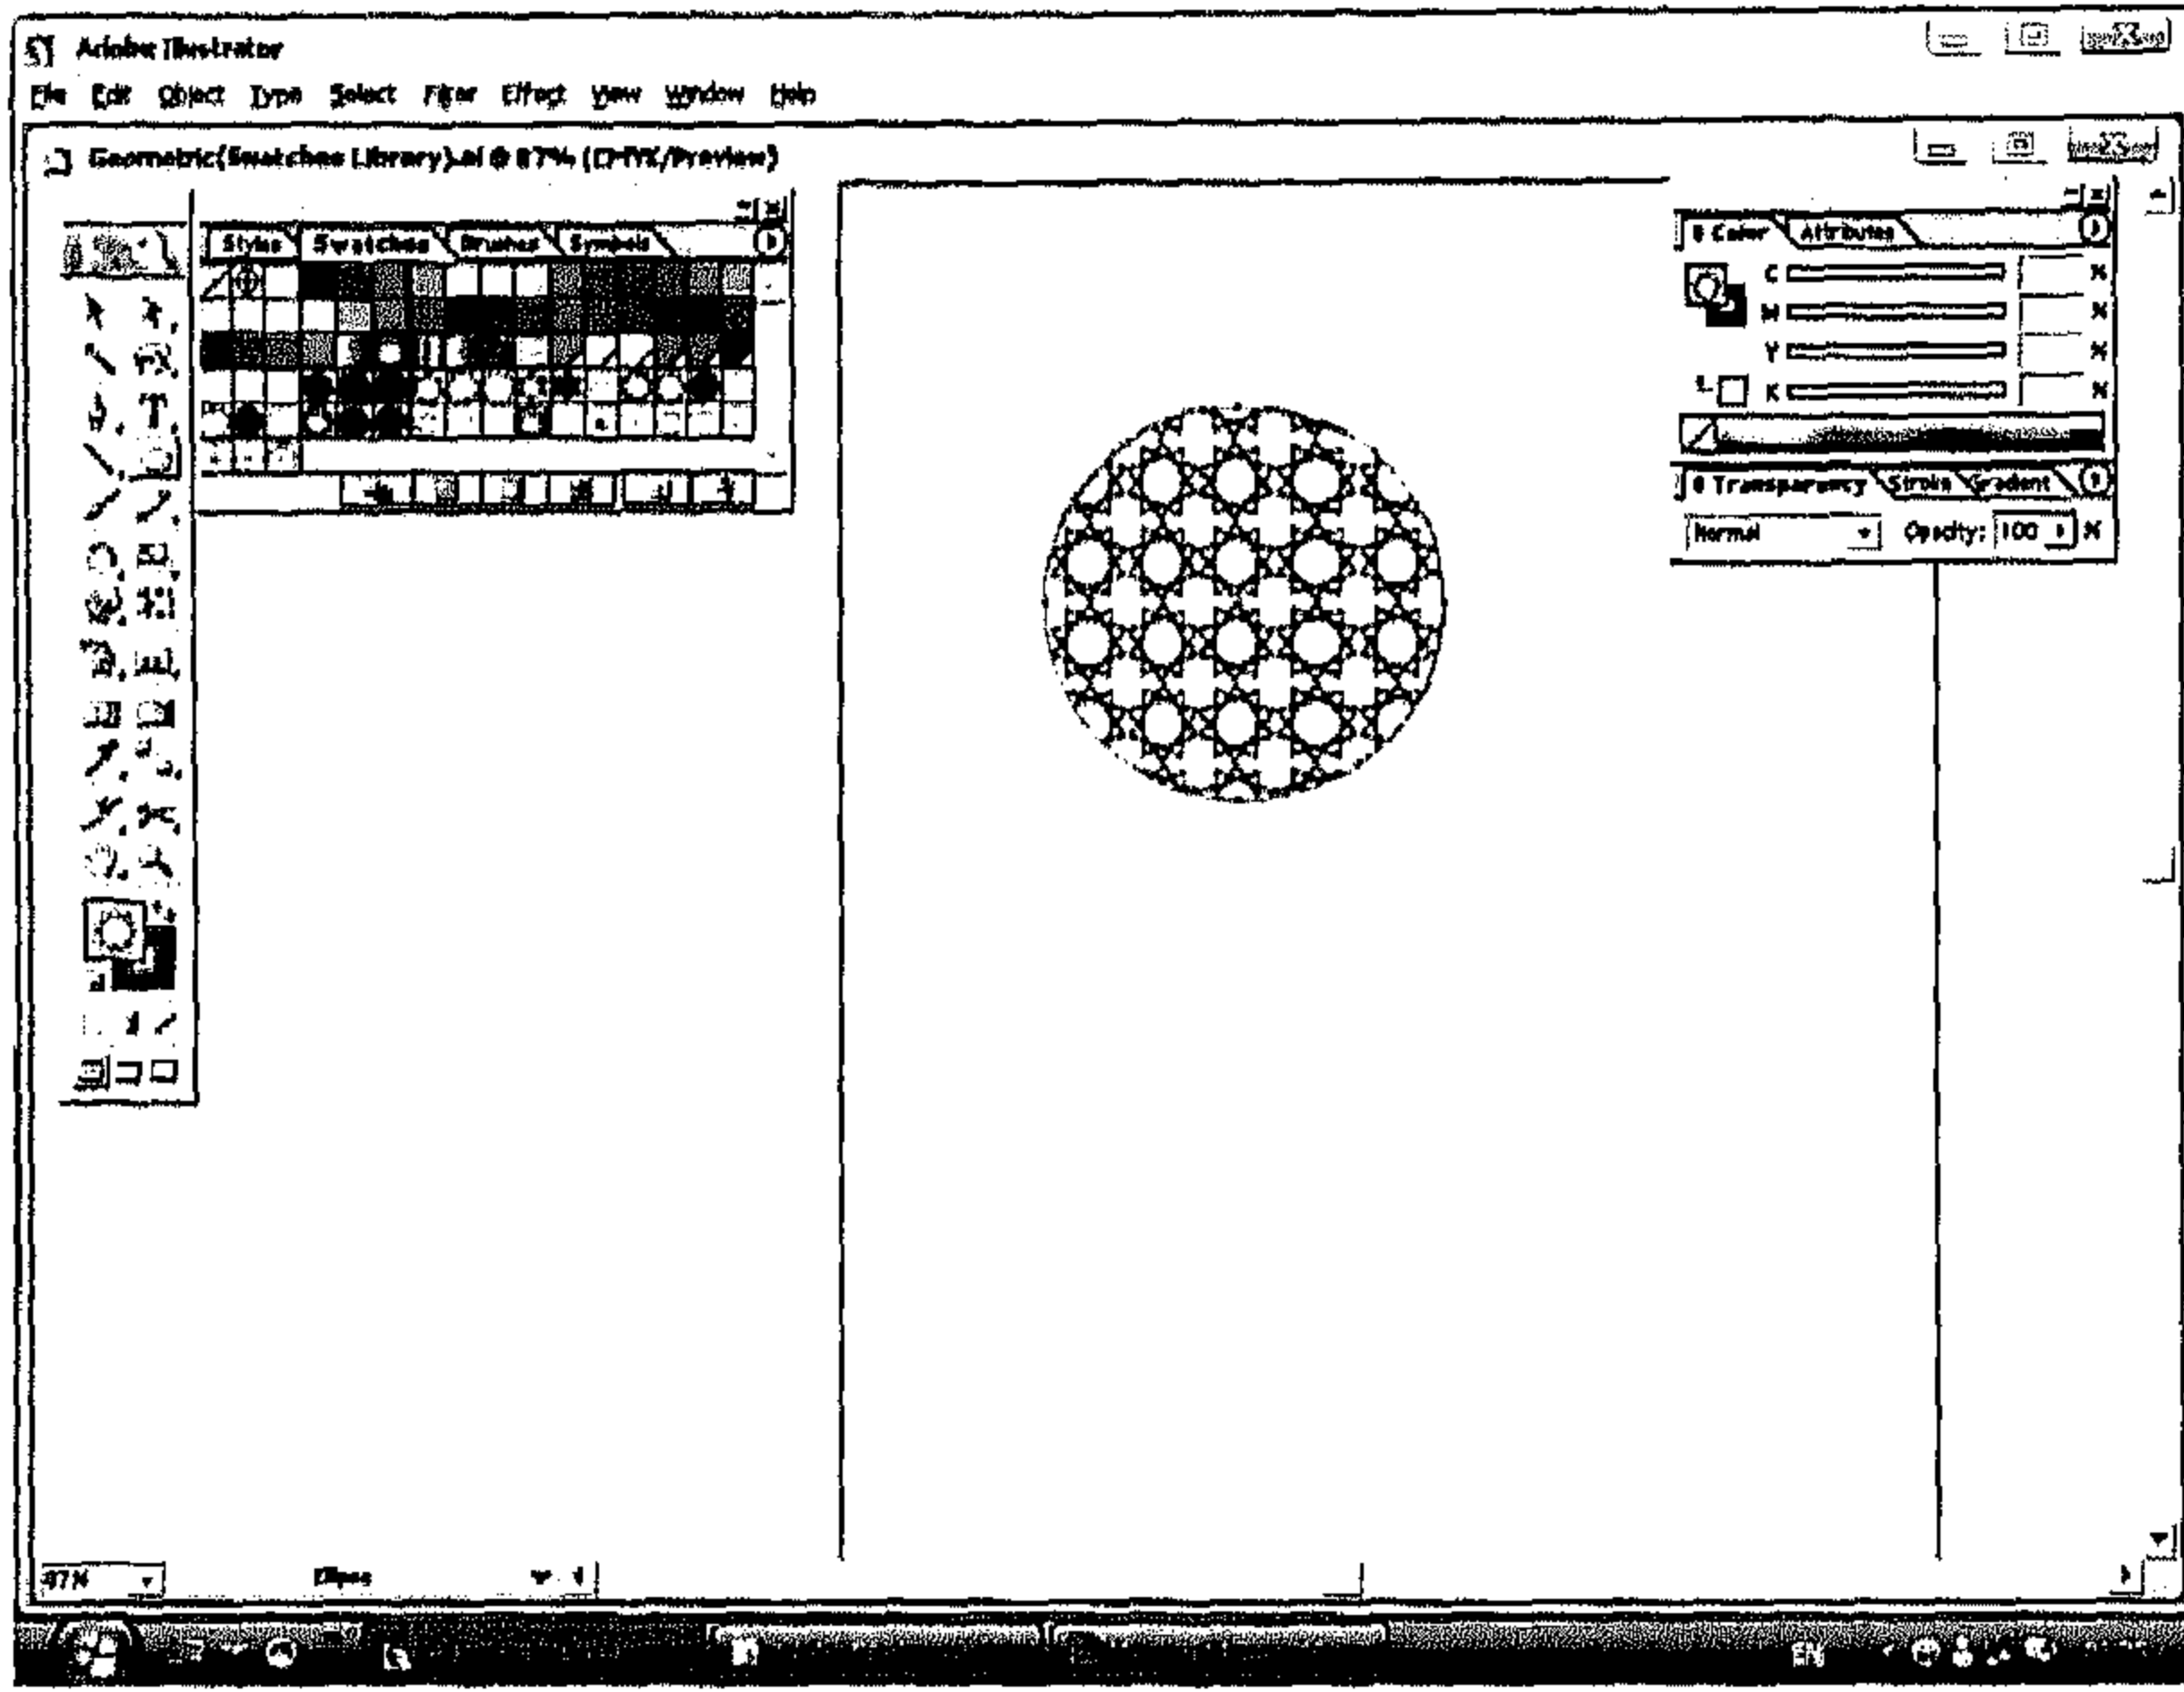 Adobe Illustrator
File Edit Object Type Select Filter Effect View Window Help
Geometric(Swatches Library).ai @ 87% (CMYK/Preview)
Styles Swatches Brushes Symbols
Color Attributes
C %
M %
Y %
K %
Transparency Stroke Gradient
Normal Opacity: 100 %
87% Ellipse
EN